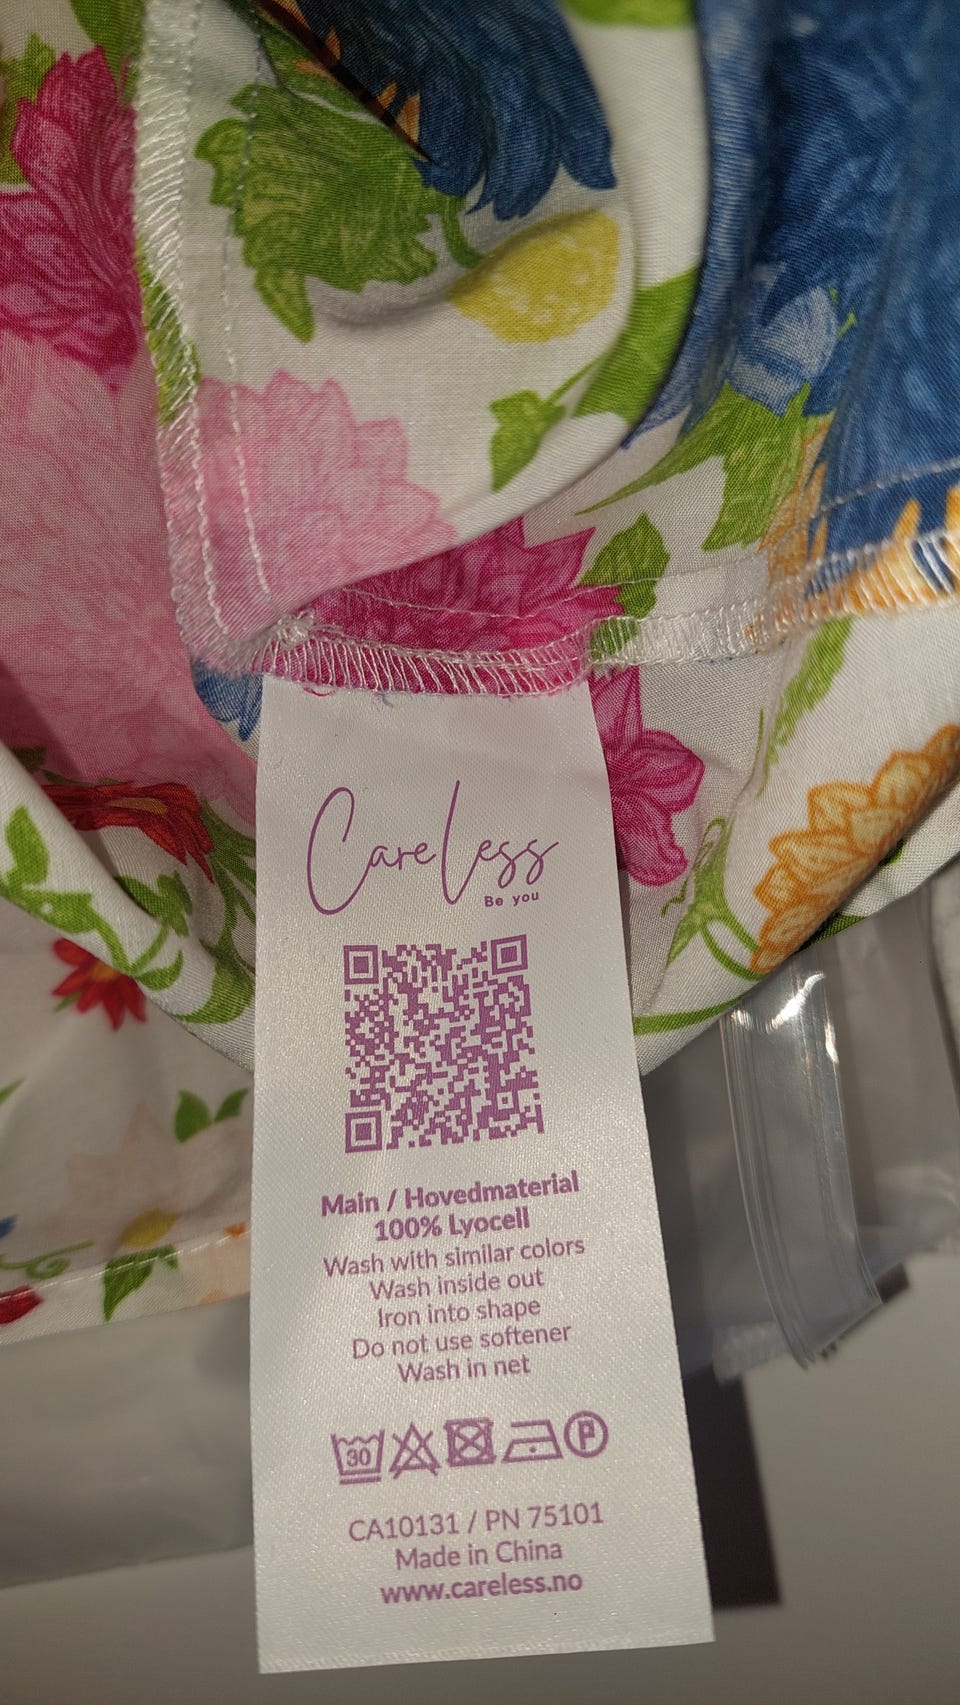 CareLess
Be you
Main / Hovedmaterial
100% Lyocell
Wash with similar colors
Wash inside out
Iron into shape
Do not use softener
Wash in net
30 P
CA10131 / PN 75101
Made in China
www.careless.no